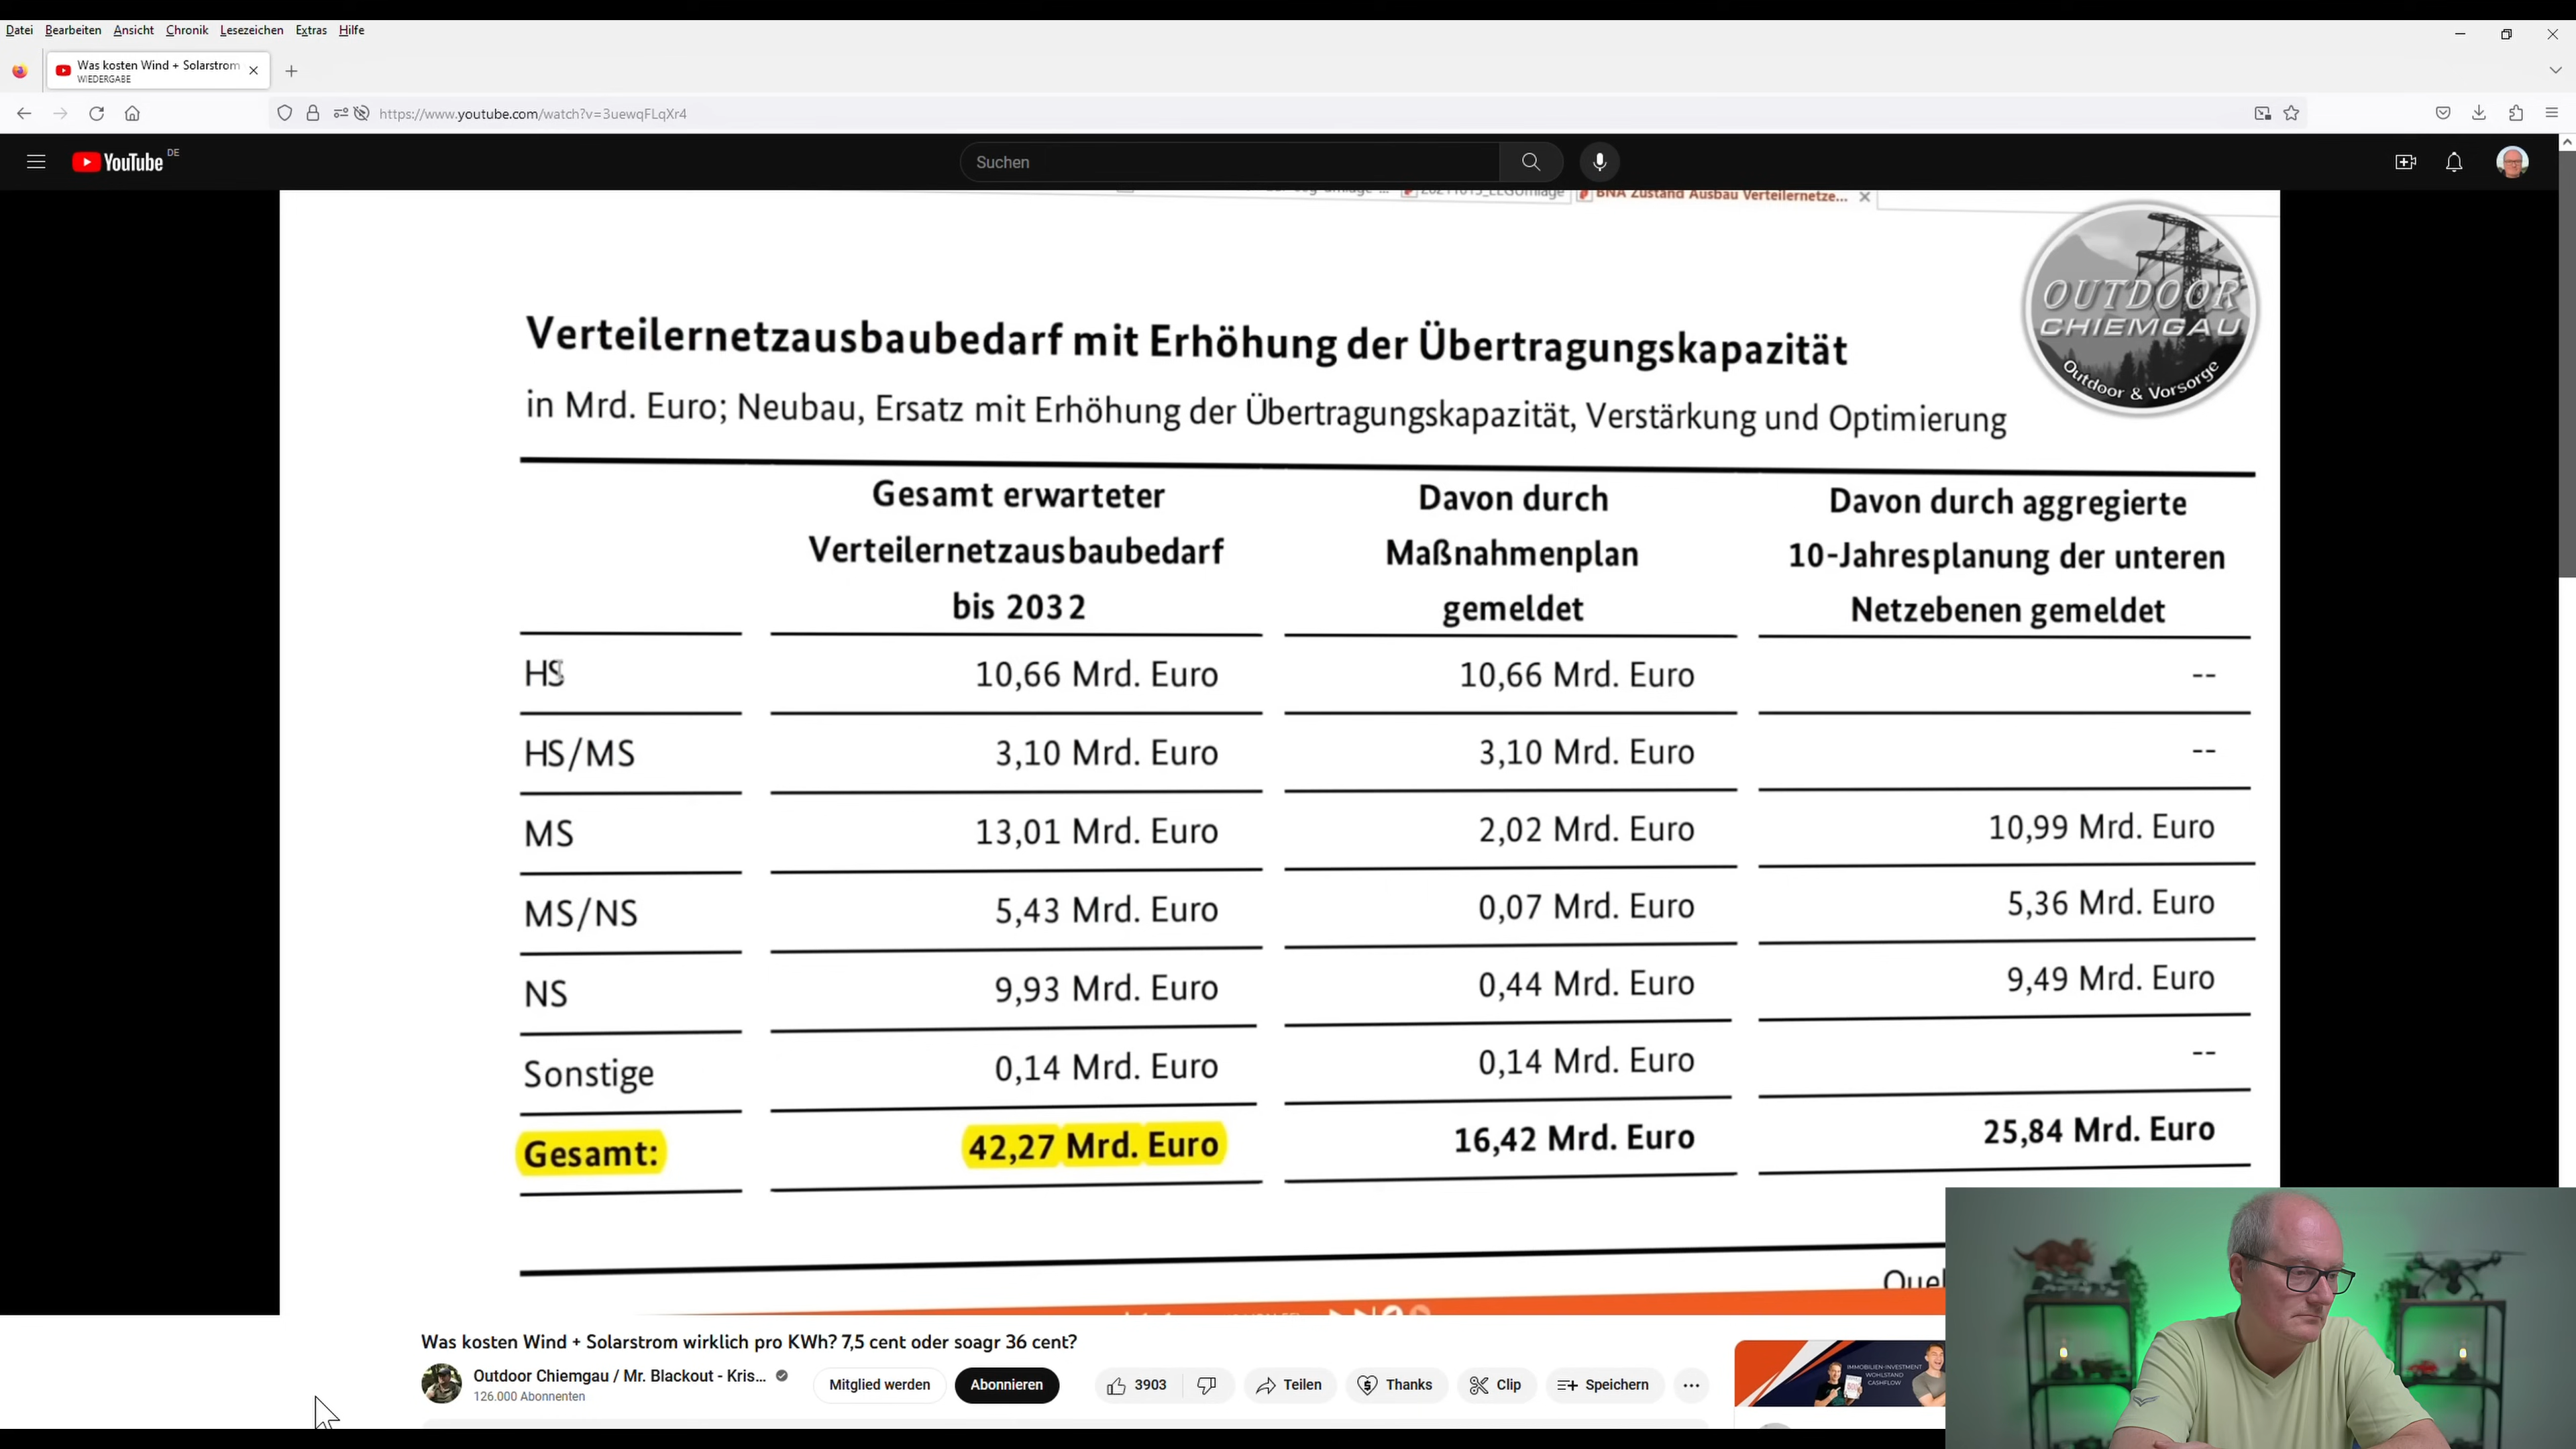 Datei Bearbeiten Ansicht Chronik Lesezeichen Extras Hilfe
Was kosten Wind + Solarstrom
WIEDERGABE
https://www.youtube.com/watch?v=3uewqFLqXr4
YouTube DE
Suchen
BNA Zustand Ausbau Verteilernetze...
OUTDOOR
CHIEMGAU
Outdoor & Vorsorge
Verteilernetzausbaubedarf mit Erhöhung der Übertragungskapazität
in Mrd. Euro; Neubau, Ersatz mit Erhöhung der Übertragungskapazität, Verstärkung und Optimierung
Gesamt erwarteter Verteilernetzausbaubedarf bis 2032
Davon durch Maßnahmenplan gemeldet
Davon durch aggregierte 10-Jahresplanung der unteren Netzebenen gemeldet
HS 10,66 Mrd. Euro 10,66 Mrd. Euro --
HS/MS 3,10 Mrd. Euro 3,10 Mrd. Euro --
MS 13,01 Mrd. Euro 2,02 Mrd. Euro 10,99 Mrd. Euro
MS/NS 5,43 Mrd. Euro 0,07 Mrd. Euro 5,36 Mrd. Euro
NS 9,93 Mrd. Euro 0,44 Mrd. Euro 9,49 Mrd. Euro
Sonstige 0,14 Mrd. Euro 0,14 Mrd. Euro --
Gesamt: 42,27 Mrd. Euro 16,42 Mrd. Euro 25,84 Mrd. Euro
Was kosten Wind + Solarstrom wirklich pro KWh? 7,5 cent oder soagr 36 cent?
Outdoor Chiemgau / Mr. Blackout - Kris...
126.000 Abonnenten
Mitglied werden
Abonnieren
3903
Teilen
Thanks
Clip
Speichern
IMMOBILIEN-INVESTMENT
WOHLSTAND
CASHFLOW